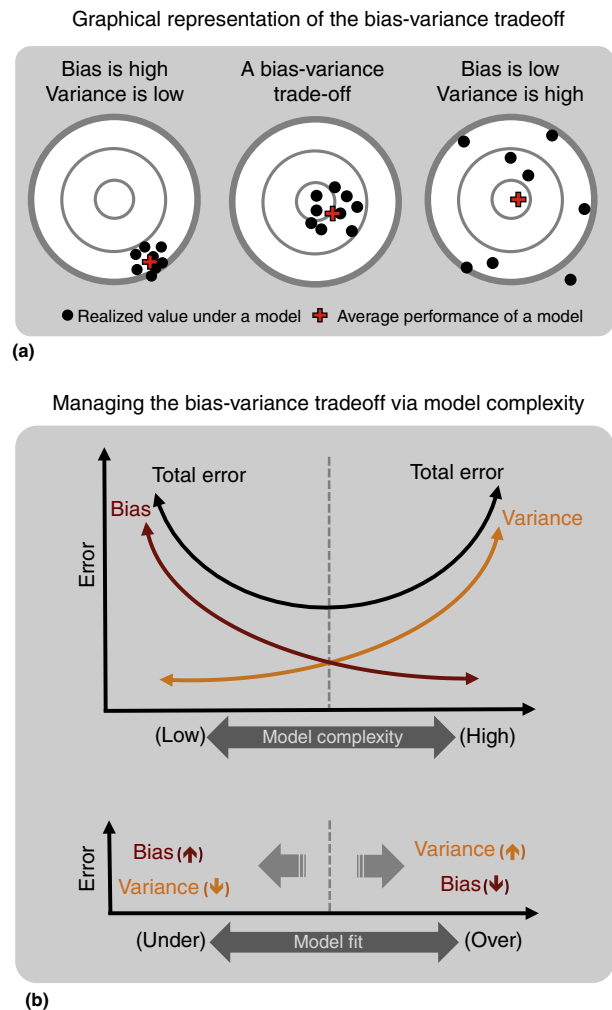 Graphical representation of the bias-variance tradeoff
Bias is high
Variance is low
A bias-variance
trade-off
Bias is low
Variance is high
Realized value under a model
Average performance of a model
(a)
Managing the bias-variance tradeoff via model complexity
Error
Total error
Total error
Bias
Variance
(Low)
Model complexity
(High)
Error
Bias (↑)
Variance (↓)
Variance (↑)
Bias (↓)
(Under)
Model fit
(Over)
(b)